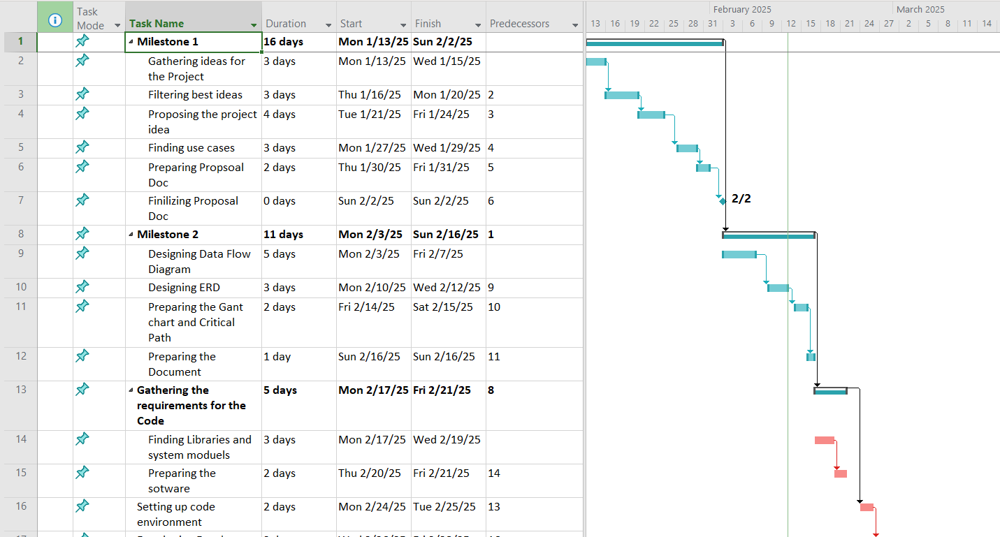 Task Mode Task Name Duration Start Finish Predecessors
February 2025 March 2025
13 16 19 22 25 28 31 3 6 9 12 15 18 21 24 27 2 5 8 11 14
1 Milestone 1 16 days Mon 1/13/25 Sun 2/2/25
2 Gathering ideas for 3 days Mon 1/13/25 Wed 1/15/25
the Project
3 Filtering best ideas 3 days Thu 1/16/25 Mon 1/20/25 2
4 Proposing the project 4 days Tue 1/21/25 Fri 1/24/25 3
idea
5 Finding use cases 3 days Mon 1/27/25 Wed 1/29/25 4
6 Preparing Propsoal 2 days Thu 1/30/25 Fri 1/31/25 5
Doc
7 Finilizing Proposal 0 days Sun 2/2/25 Sun 2/2/25 6 2/2
Doc
8 Milestone 2 11 days Mon 2/3/25 Sun 2/16/25 1
9 Designing Data Flow 5 days Mon 2/3/25 Fri 2/7/25
Diagram
10 Designing ERD 3 days Mon 2/10/25 Wed 2/12/25 9
11 Preparing the Gant 2 days Fri 2/14/25 Sat 2/15/25 10
chart and Critical
Path
12 Preparing the 1 day Sun 2/16/25 Sun 2/16/25 11
Document
13 Gathering the 5 days Mon 2/17/25 Fri 2/21/25 8
requirements for the
Code
14 Finding Libraries and 3 days Mon 2/17/25 Wed 2/19/25
system moduels
15 Preparing the 2 days Thu 2/20/25 Fri 2/21/25 14
sotware
16 Setting up code 2 days Mon 2/24/25 Tue 2/25/25 13
environment